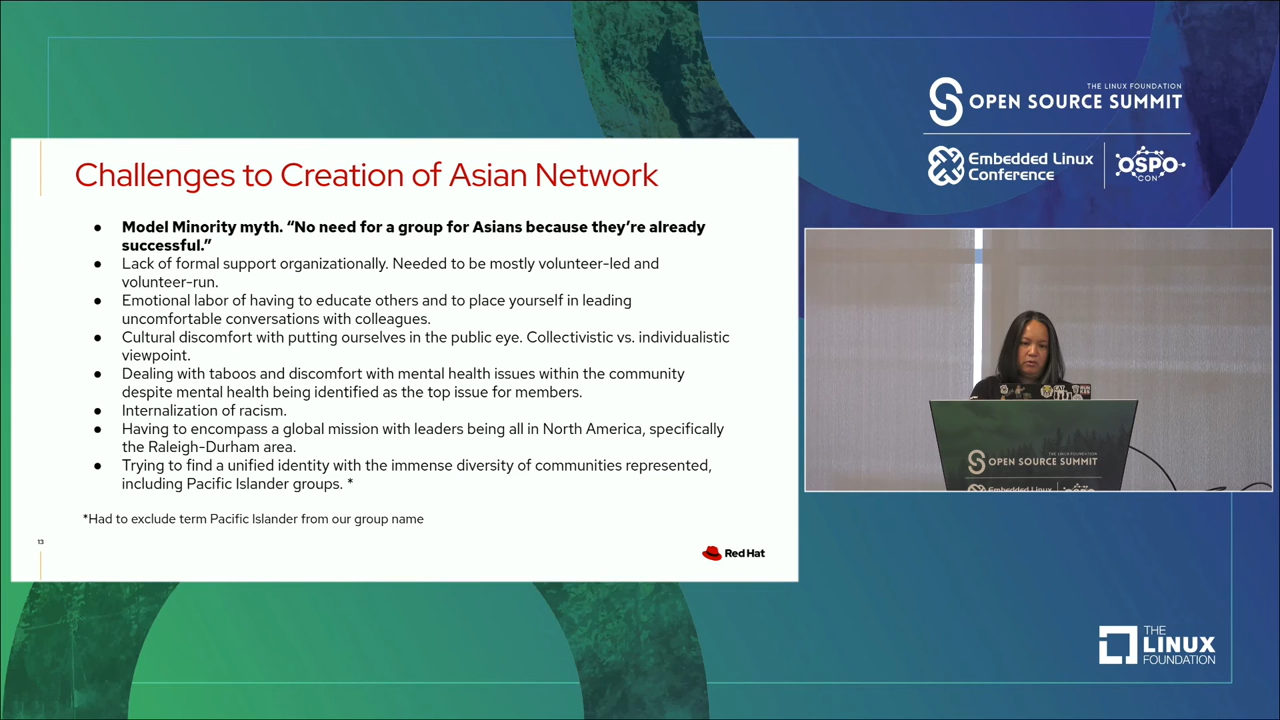 Challenges to Creation of Asian Network
● Model Minority myth. “No need for a group for Asians because they’re already
successful.”
● Lack of formal support organizationally. Needed to be mostly volunteer-led and
volunteer-run.
● Emotional labor of having to educate others and to place yourself in leading
uncomfortable conversations with colleagues.
● Cultural discomfort with putting ourselves in the public eye. Collectivistic vs. individualistic
viewpoint.
● Dealing with taboos and discomfort with mental health issues within the community
despite mental health being identified as the top issue for members.
● Internalization of racism.
● Having to encompass a global mission with leaders being all in North America, specifically
the Raleigh-Durham area.
● Trying to find a unified identity with the immense diversity of communities represented,
including Pacific Islander groups. *
*Had to exclude term Pacific Islander from our group name
13
Red Hat
THE LINUX FOUNDATION
OPEN SOURCE SUMMIT
Embedded Linux
Conference
OSPO
CON
THE LINUX FOUNDATION
OPEN SOURCE SUMMIT
Embedded Linux
THE
LINUX
FOUNDATION